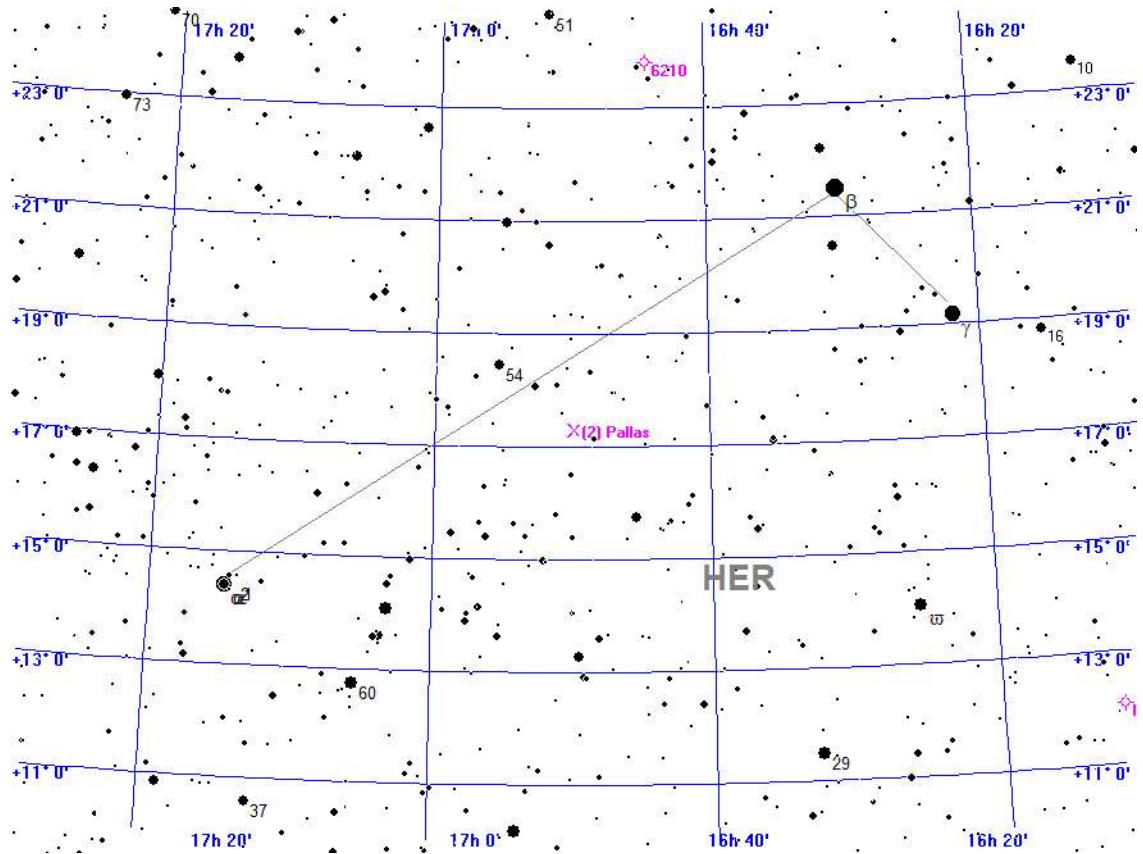 70
17h 20'
17h 0'
51
16h 40'
16h 20'
6210
10
+23° 0'
73
+23° 0'
β
+21° 0'
+21° 0'
+19° 0'
γ
16
+19° 0'
54
+17° 0'
(2) Pallas
+17° 0'
+15° 0'
+15° 0'
HER
ϖ
+13° 0'
+13° 0'
60
29
+11° 0'
+11° 0'
37
17h 20'
17h 0'
16h 40'
16h 20'